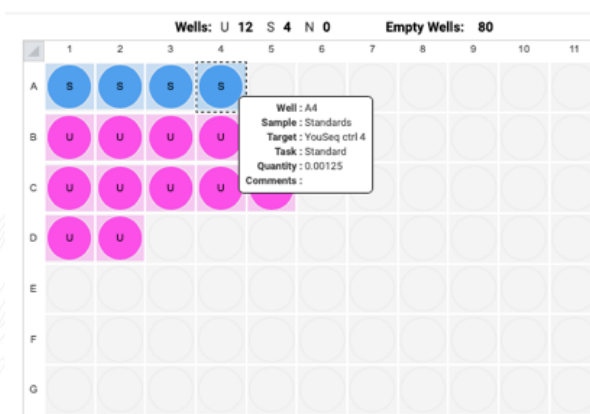 Wells: U 12 S 4 N 0 Empty Wells: 80
1 2 3 4 5 6 7 8 9 10 11
A S S S S
Well : A4
Sample : Standards
Target : YouSeq ctrl 4
Task : Standard
Quantity : 0.00125
Comments :
B U U U U
C U U U U
D U U
E
F
G